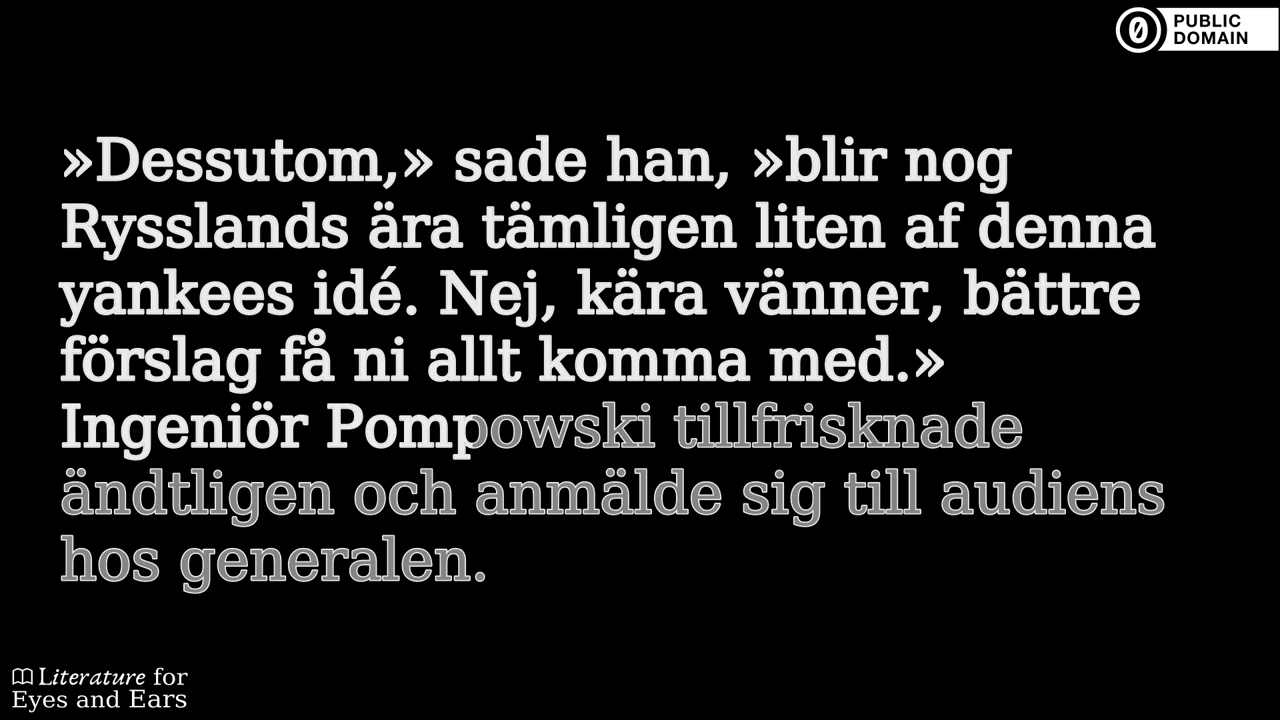 PUBLIC
DOMAIN
»Dessutom,» sade han, »blir nog
Rysslands ära tämligen liten af denna
yankees idé. Nej, kära vänner, bättre
förslag få ni allt komma med.»
Ingeniör Pompowski tillfrisknade
ändtligen och anmälde sig till audiens
hos generalen.
Literature for
Eyes and Ears